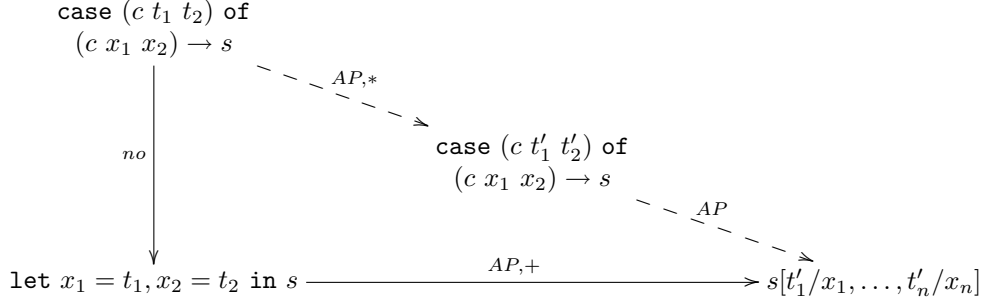 case (c t₁ t₂) of
(c x₁ x₂) → s
AP,*
no
case (c t′₁ t′₂) of
(c x₁ x₂) → s
AP
AP,+
let x₁ = t₁, x₂ = t₂ in s
s[t′₁/x₁, . . . , t′ₙ/xₙ]